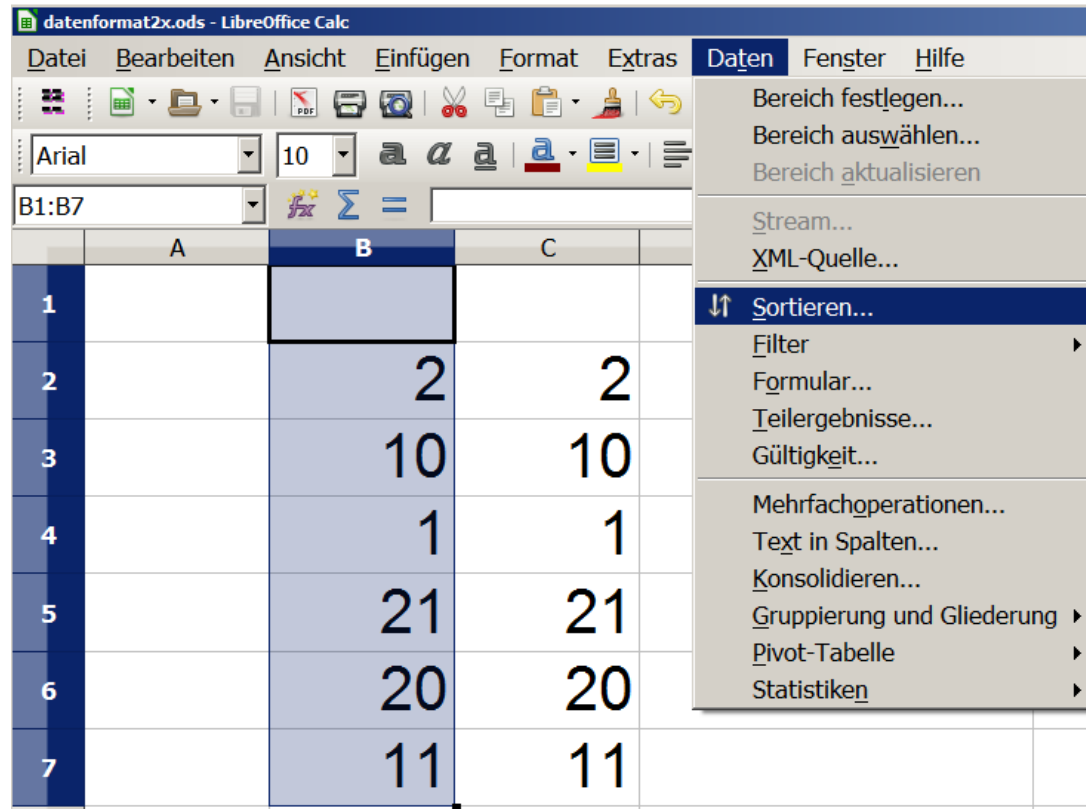 datenformat2x.ods - LibreOffice Calc
Datei Bearbeiten Ansicht Einfügen Format Extras Daten Fenster Hilfe
PDF
Arial 10 a a a a
B1:B7
A B C
1
2 2 2
3 10 10
4 1 1
5 21 21
6 20 20
7 11 11
Bereich festlegen...
Bereich auswählen...
Bereich aktualisieren
Stream...
XML-Quelle...
Sortieren...
Filter
Formular...
Teilergebnisse...
Gültigkeit...
Mehrfachoperationen...
Text in Spalten...
Konsolidieren...
Gruppierung und Gliederung
Pivot-Tabelle
Statistiken